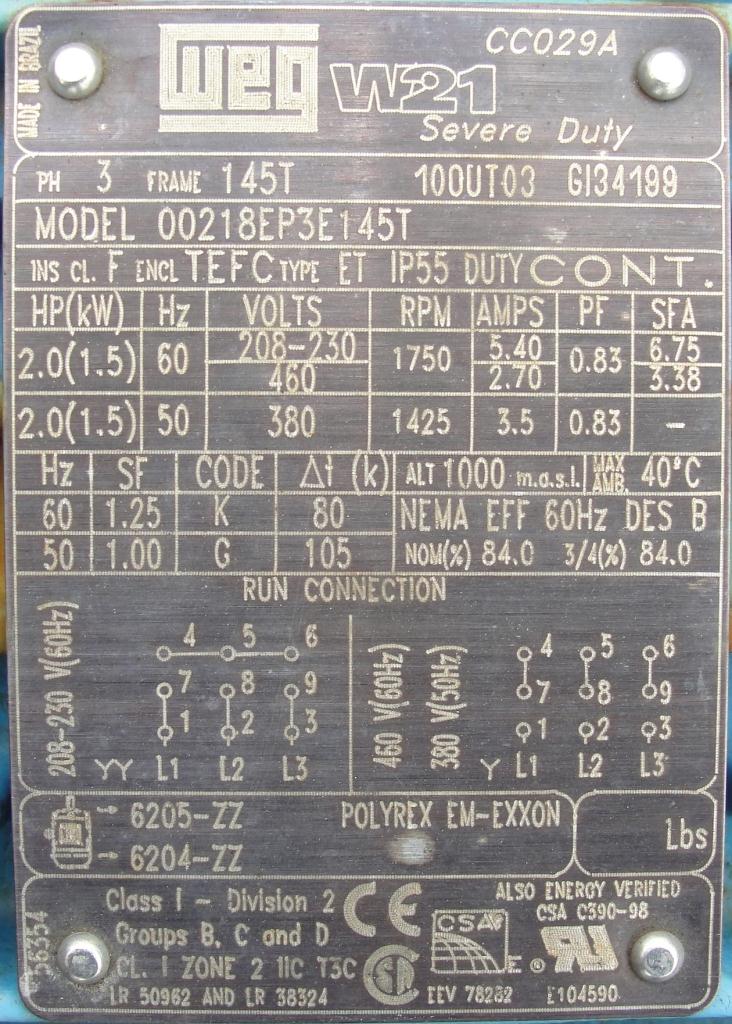 MADE IN BRAZIL
weg W21 CC029A
Severe Duty
PH 3 FRAME 145T 100UT03 GI34199
MODEL 00218EP3E145T
INS CL. F ENCL TEFC TYPE ET IP55 DUTY CONT.
HP(kW) Hz VOLTS RPM AMPS PF SFA
2.0(1.5) 60 208-230 1750 5.40 0.83 6.75
460 2.70 3.38
2.0(1.5) 50 380 1425 3.5 0.83 -
Hz SF CODE Δt (k) ALT 1000 m.a.s.l. MAX AMB. 40°C
60 1.25 K 80 NEMA EFF 60Hz DES B
50 1.00 G 105 NOM(%) 84.0 3/4(%) 84.0
RUN CONNECTION
208-230 V(60Hz)
4 5 6
7 8 9
1 2 3
YY L1 L2 L3
460 V(60Hz)
380 V(50Hz)
4 5 6
7 8 9
1 2 3
Y L1 L2 L3
6205-ZZ POLYREX EM-EXXON
6204-ZZ Lbs
Class I - Division 2
Groups B, C and D
CL. I ZONE 2 IIC T3C
LR 50962 AND LR 38324
CE
ALSO ENERGY VERIFIED
CSA C390-98
CSA
EEV 78282 E104590